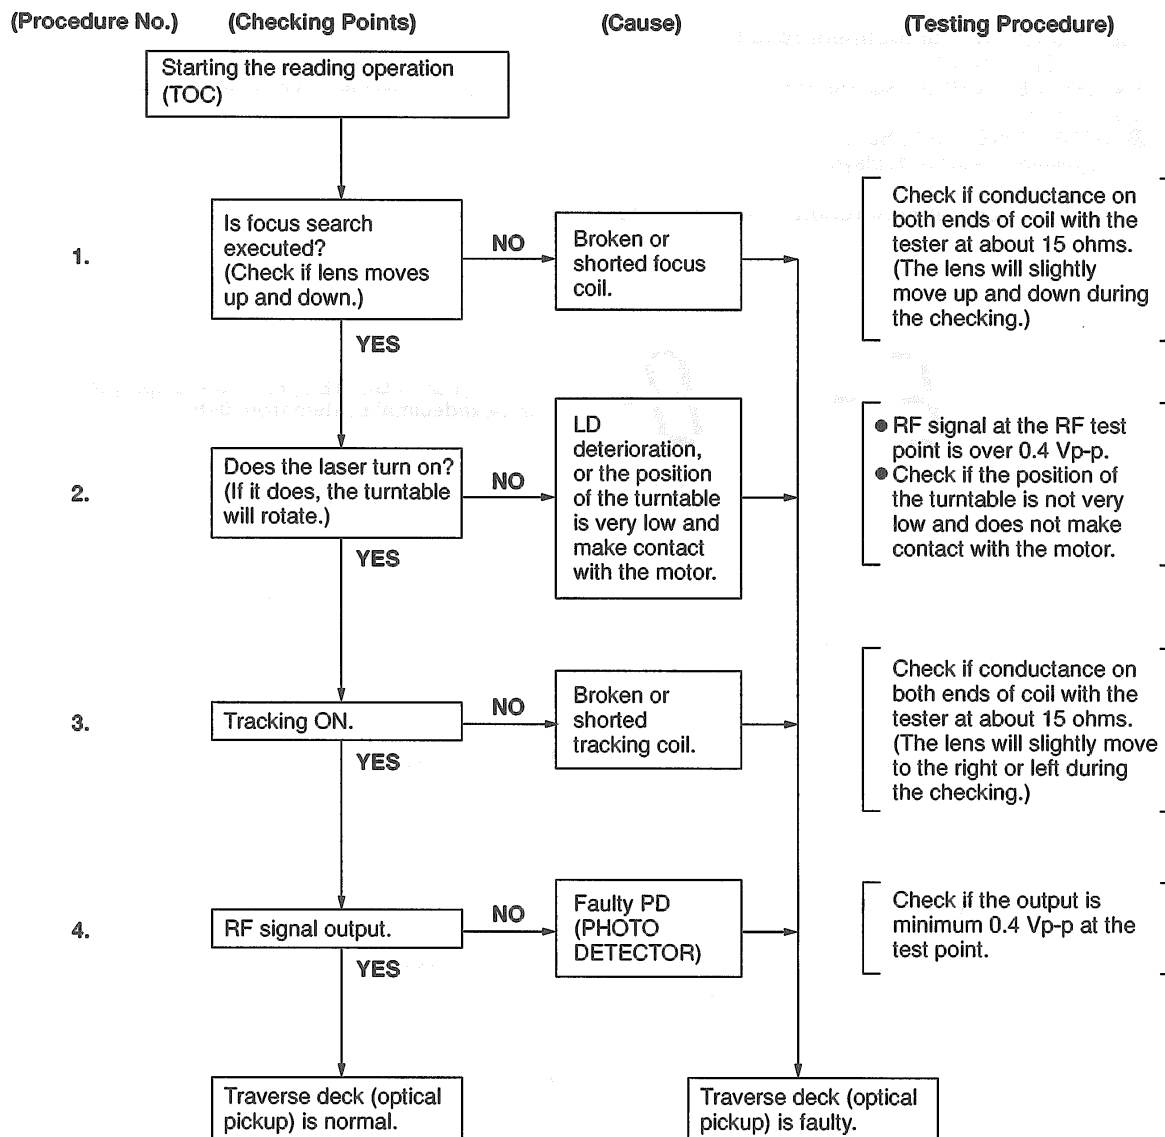 (Procedure No.) (Checking Points) (Cause) (Testing Procedure)
Starting the reading operation
(TOC)
1.
Is focus search
executed?
(Check if lens moves
up and down.)
NO
YES
Broken or
shorted focus
coil.
Check if conductance on
both ends of coil with the
tester at about 15 ohms.
(The lens will slightly
move up and down during
the checking.)
2.
Does the laser turn on?
(If it does, the turntable
will rotate.)
NO
YES
LD
deterioration,
or the position
of the turntable
is very low and
make contact
with the motor.
● RF signal at the RF test
point is over 0.4 Vp-p.
● Check if the position of
the turntable is not very
low and does not make
contact with the motor.
3.
Tracking ON.
NO
YES
Broken or
shorted
tracking coil.
Check if conductance on
both ends of coil with the
tester at about 15 ohms.
(The lens will slightly move
to the right or left during
the checking.)
4.
RF signal output.
NO
YES
Faulty PD
(PHOTO
DETECTOR)
Check if the output is
minimum 0.4 Vp-p at the
test point.
Traverse deck (optical
pickup) is normal.
Traverse deck (optical
pickup) is faulty.